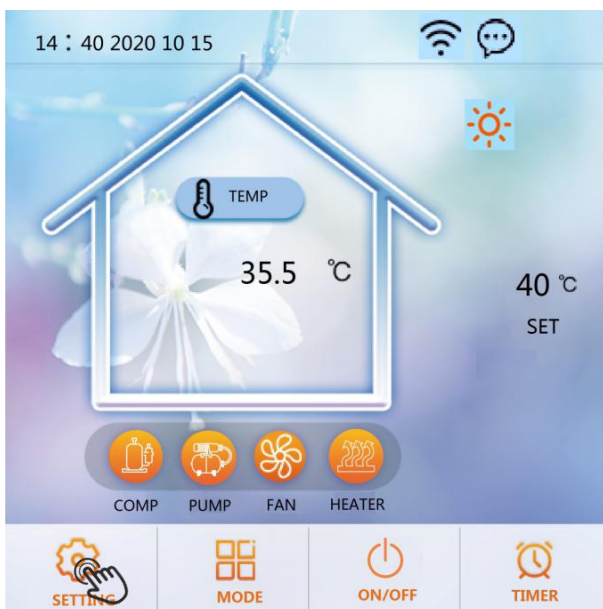 14：40 2020 10 15
TEMP
35.5 ℃
40 ℃
SET
COMP PUMP FAN HEATER
SETTING MODE ON/OFF TIMER